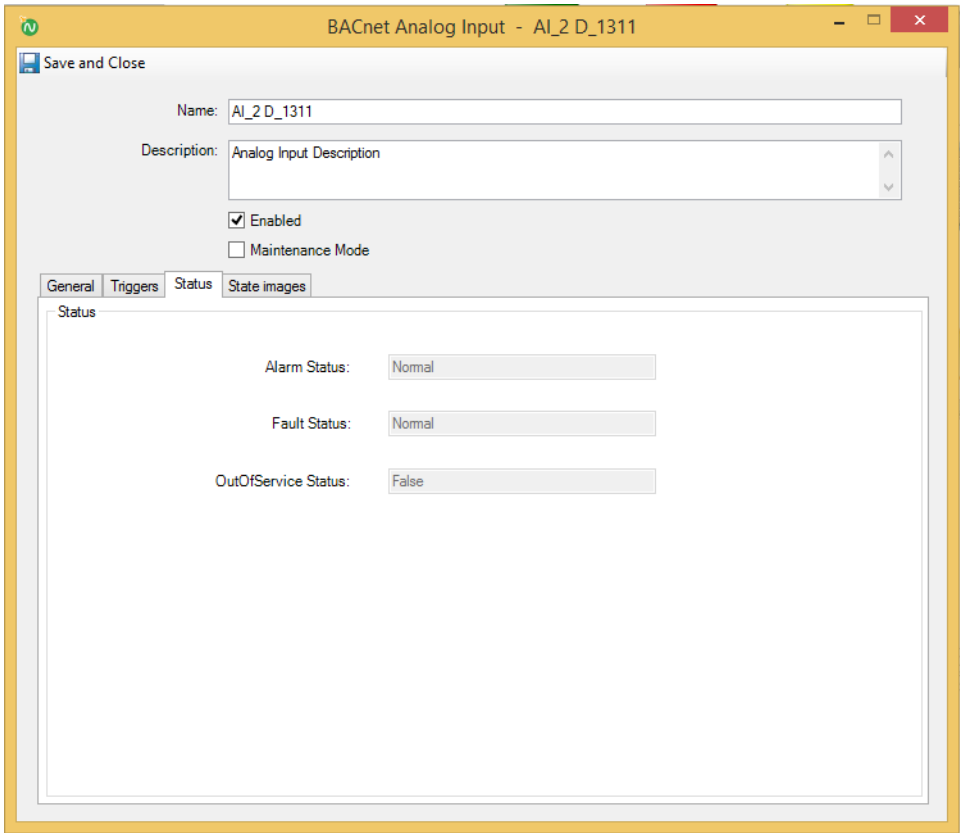 BACnet Analog Input - AI_2 D_1311
Save and Close
Name: AI_2 D_1311
Description: Analog Input Description
Enabled
Maintenance Mode
General Triggers Status State images
Status
Alarm Status: Normal
Fault Status: Normal
OutOfService Status: False